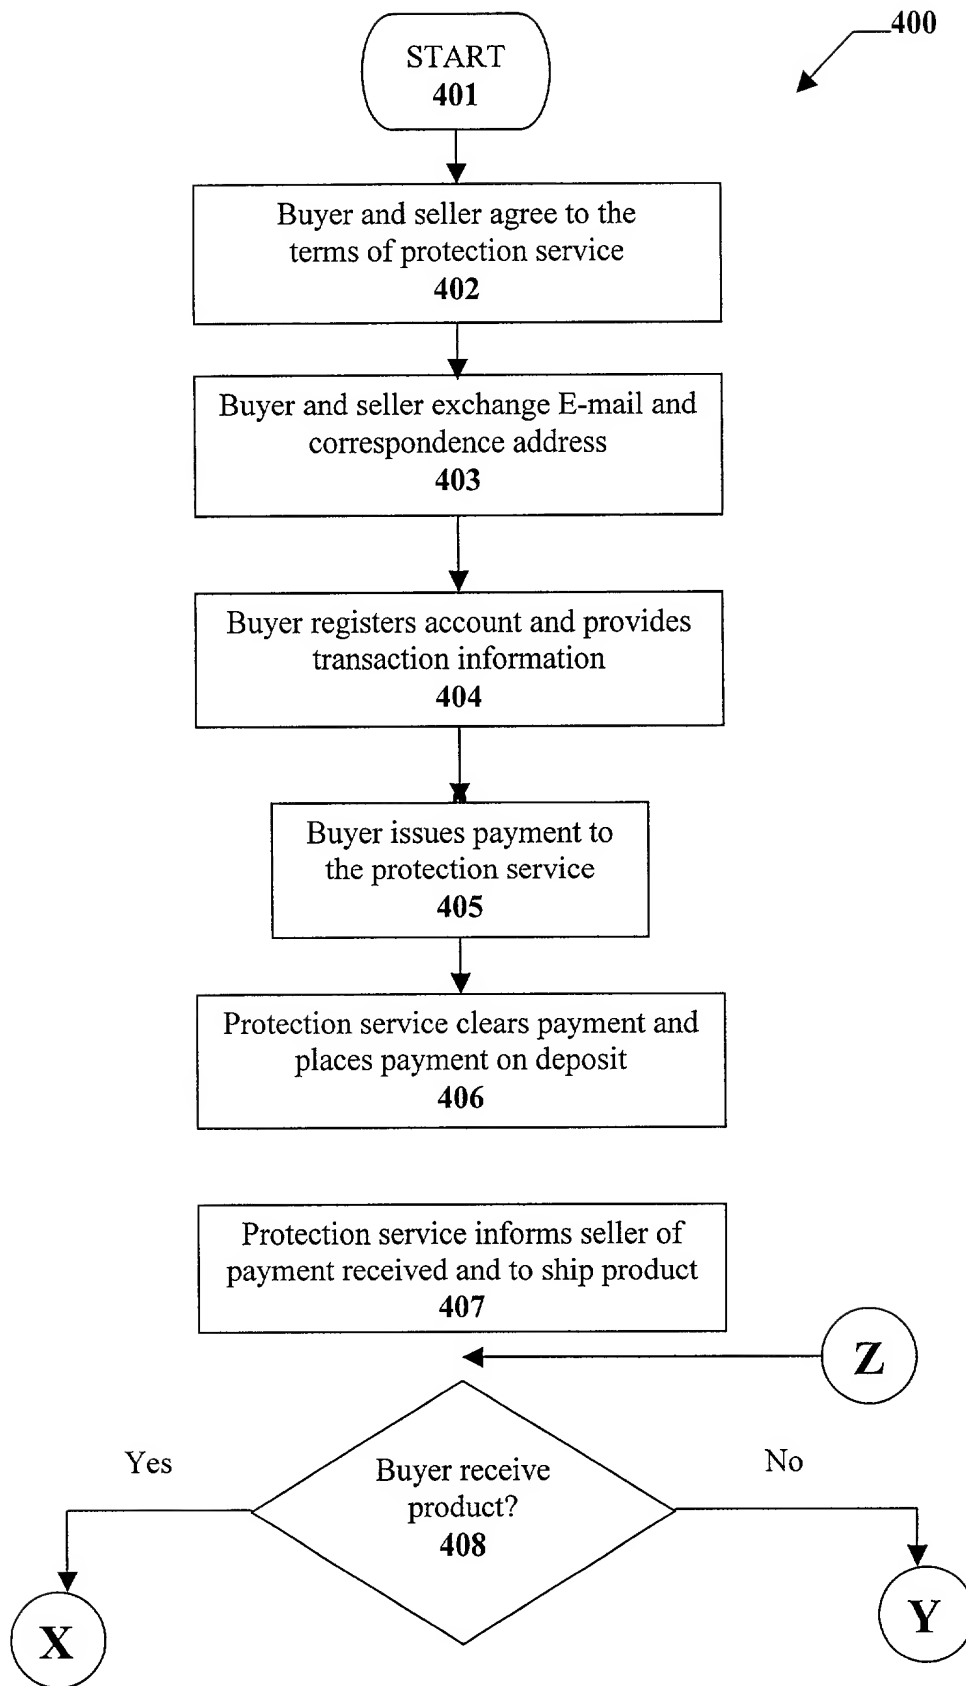 400
START
401
Buyer and seller agree to the
terms of protection service
402
Buyer and seller exchange E-mail and
correspondence address
403
Buyer registers account and provides
transaction information
404
Buyer issues payment to
the protection service
405
Protection service clears payment and
places payment on deposit
406
Protection service informs seller of
payment received and to ship product
407
Z
Yes
No
Buyer receive
product?
408
X
Y